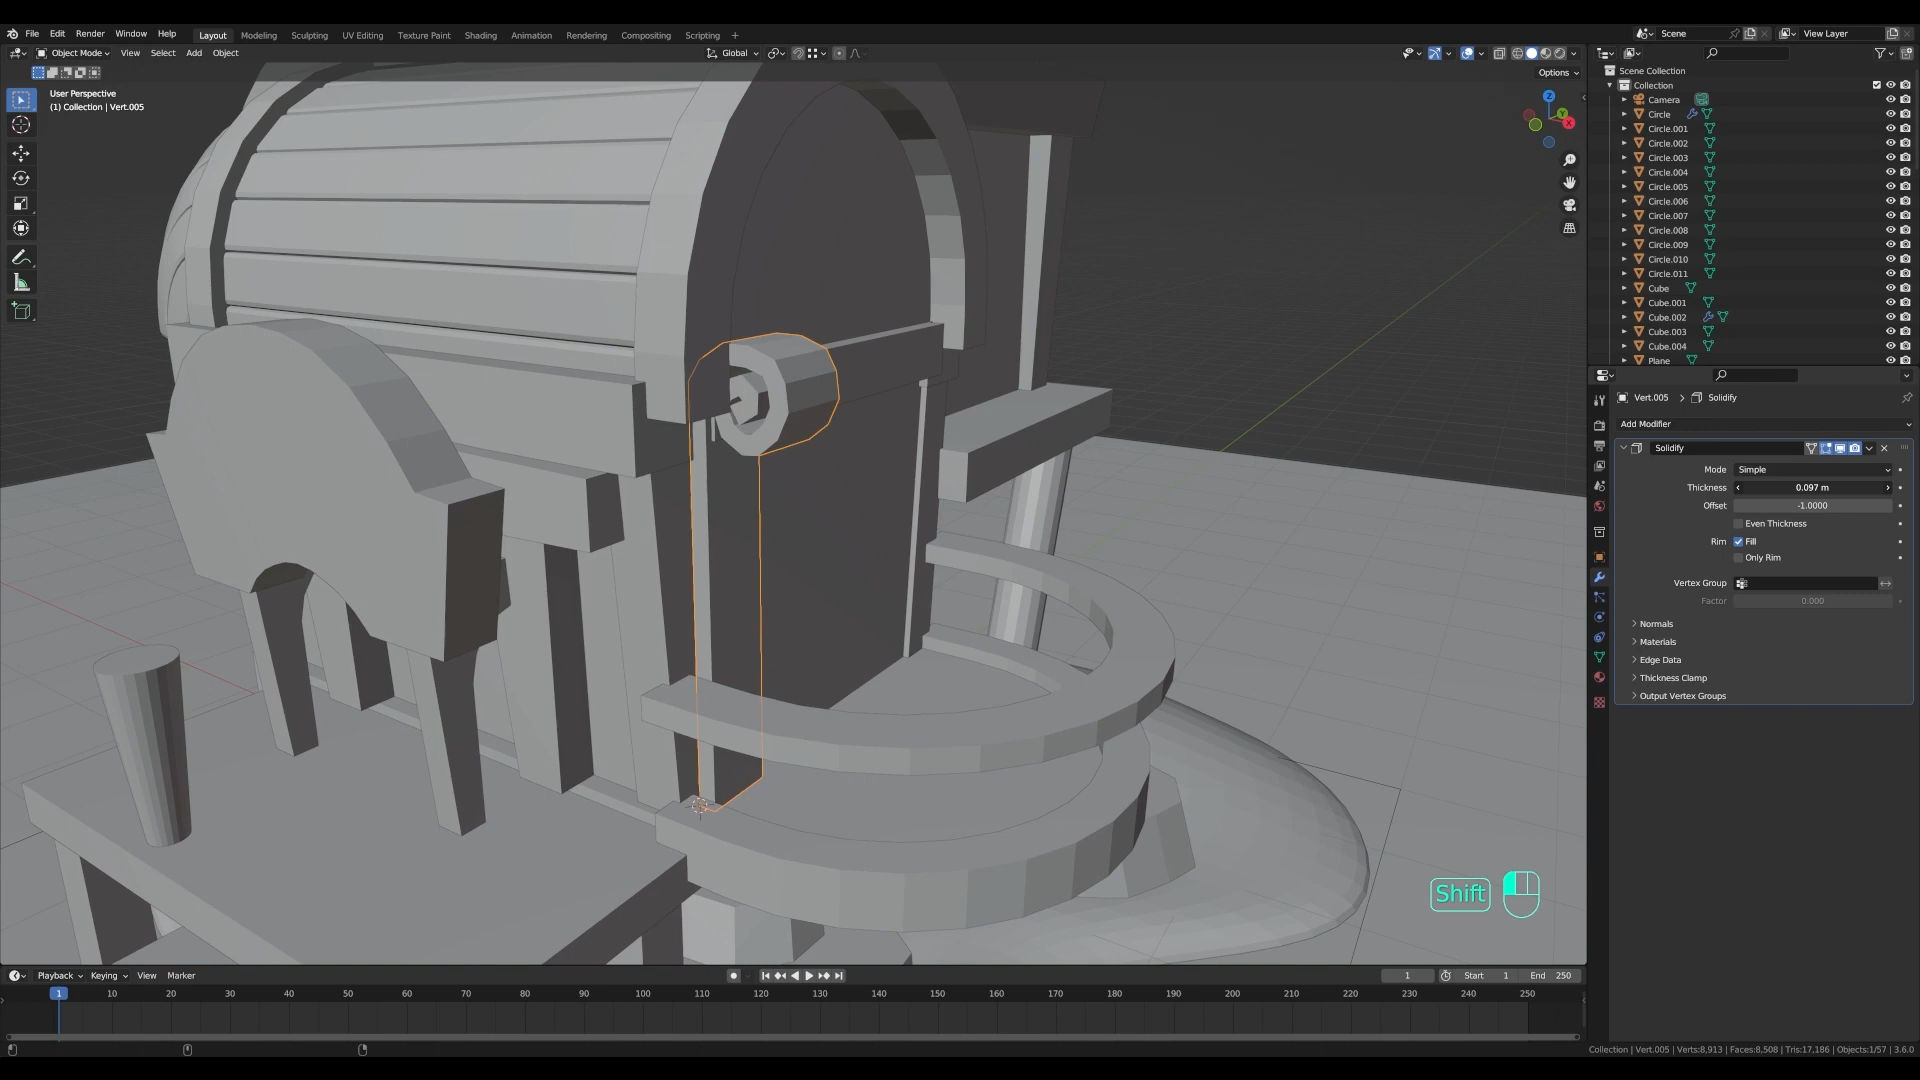 File Edit Render Window Help Layout Modeling Sculpting UV Editing Texture Paint Shading Animation Rendering Compositing Scripting + Scene View Layer
Object Mode View Select Add Object Global
Options
User Perspective
(1) Collection | Vert.005
Z
Y
X
Scene Collection
Collection
Camera
Circle
Circle.001
Circle.002
Circle.003
Circle.004
Circle.005
Circle.006
Circle.007
Circle.008
Circle.009
Circle.010
Circle.011
Cube
Cube.001
Cube.002
Cube.003
Cube.004
Plane
Vert.005 > Solidify
Add Modifier
Solidify
Mode Simple
Thickness 0.097 m
Offset -1.0000
Even Thickness
Rim Fill
Only Rim
Vertex Group
Factor 0.000
Normals
Materials
Edge Data
Thickness Clamp
Output Vertex Groups
Shift
Playback Keying View Marker 1 Start 1 End 250
1 10 20 30 40 50 60 70 80 90 100 110 120 130 140 150 160 170 180 190 200 210 220 230 240 250
Collection | Vert.005 | Verts:8,913 | Faces:8,508 | Tris:17,186 | Objects:1/57 | 3.6.0